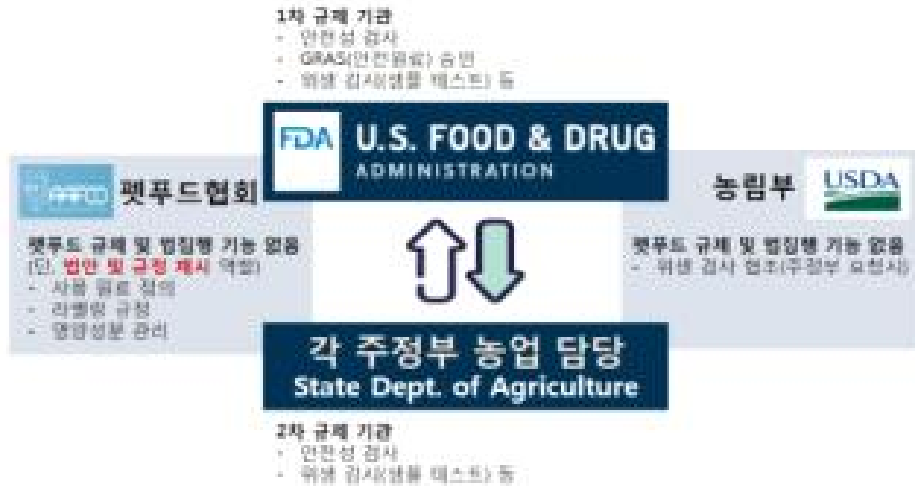 1차 규제 기관
- 안전성 검사
- GRAS(안전원료) 승인
- 위생 감사(샘플 테스트) 등
FDA U.S. FOOD & DRUG
ADMINISTRATION
AAFCO 펫푸드협회
펫푸드 규제 및 법집행 기능 없음
(단, 법안 및 규정 제시 역할)
- 사용 원료 정의
- 라벨링 규정
- 영양성분 관리
농림부 USDA
펫푸드 규제 및 법집행 기능 없음
- 위생 검사 협조(주정부 요청시)
각 주정부 농업 담당
State Dept. of Agriculture
2차 규제 기관
- 안전성 검사
- 위생 감사(샘플 테스트) 등